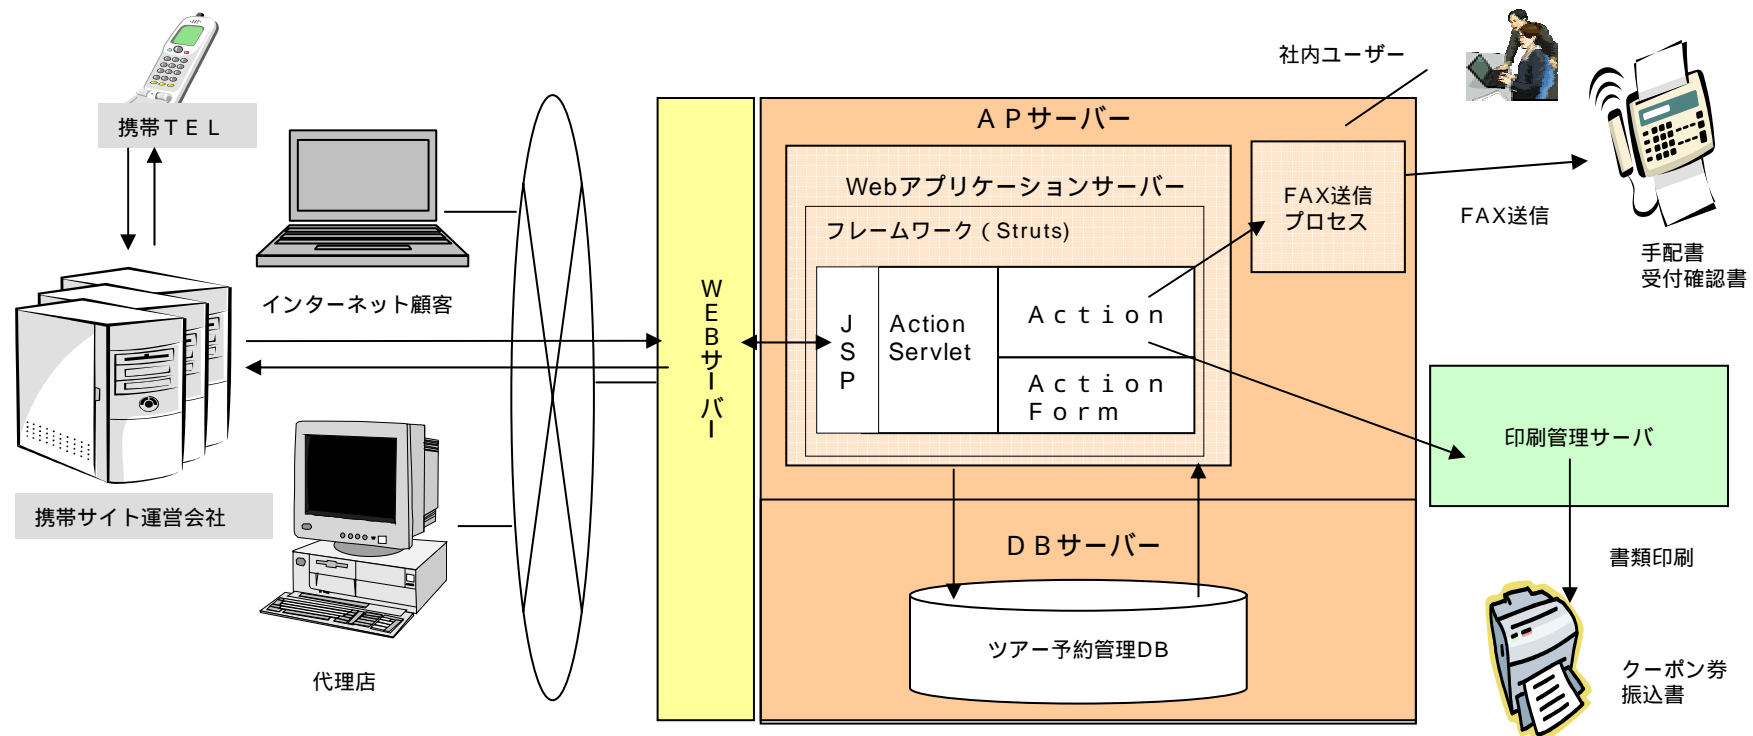 社内ユーザー
携帯ＴＥＬ
ＡＰサーバー
Webアプリケーションサーバー
FAX送信
プロセス
FAX送信
フレームワーク（Struts)
手配書
受付確認書
インターネット顧客
WEBサーバー
JSP
Action
Servlet
Ａｃｔｉｏｎ
Ａｃｔｉｏｎ
Ｆｏｒｍ
印刷管理サーバ
携帯サイト運営会社
ＤＢサーバー
書類印刷
ツアー予約管理DB
代理店
クーポン券
振込書